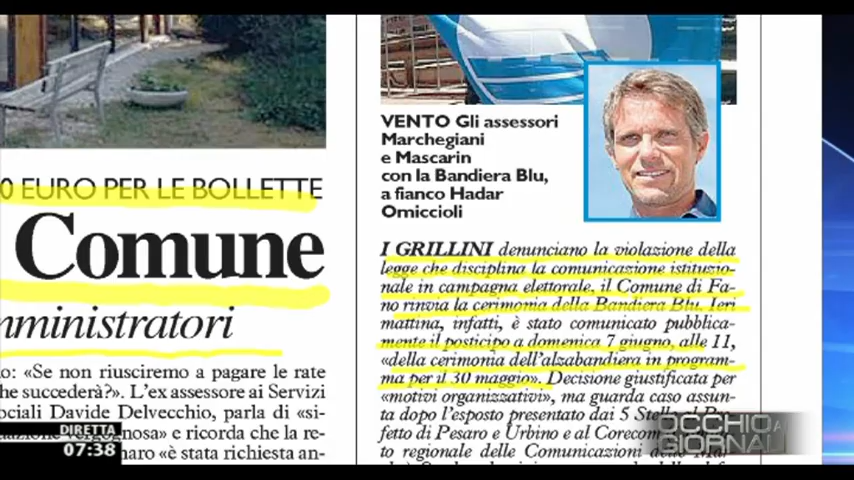 0 EURO PER LE BOLLETTE
Comune
mministratori
o: «Se non riusciremo a pagare le rate
he succederà?». L'ex assessore ai Servizi
ociali Davide Delvecchio, parla di «si-
nosa» e ricorda che la re-
naro «è stata richiesta an-
VENTO Gli assessori
Marchegiani
e Mascarin
con la Bandiera Blu,
a fianco Hadar
Omiccioli
I GRILLINI denunciano la violazione della
legge che disciplina la comunicazione istituzio-
nale in campagna elettorale, il Comune di Fa-
no rinvia la cerimonia della Bandiera Blu. Ieri
mattina, infatti, è stato comunicato pubblica-
mente il posticipo a domenica 7 giugno, alle 11,
«della cerimonia dell'alzabandiera in program-
ma per il 30 maggio». Decisione giustificata per
«motivi organizzativi», ma guarda caso assun-
ta dopo l'esposto presentato dai 5 Stelle al
fetto di Pesaro e Urbino e al Corecom
to regionale delle Comunicazioni
DIRETTA
07:38
OCCHIO AI
GIORNALI